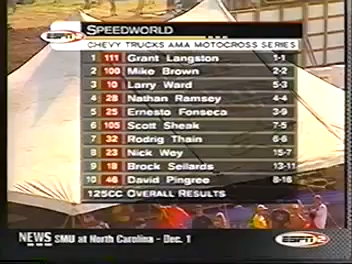 ESPN2 SPEEDWORLD
CHEVY TRUCKS AMA MOTOCROSS SERIES
1 111 Grant Langston 1-1
2 100 Mike Brown 2-2
3 10 Larry Ward 5-3
4 28 Nathan Ramsey 4-4
5 25 Ernesto Fonseca 3-9
6 105 Scott Sheak 7-5
7 32 Rodrig Thain 6-6
8 23 Nick Wey 15-7
9 18 Brock Sellards 13-11
10 46 David Pingree 8-16
125CC OVERALL RESULTS
NEWS SMU at North Carolina - Dec. 1 ESPN2